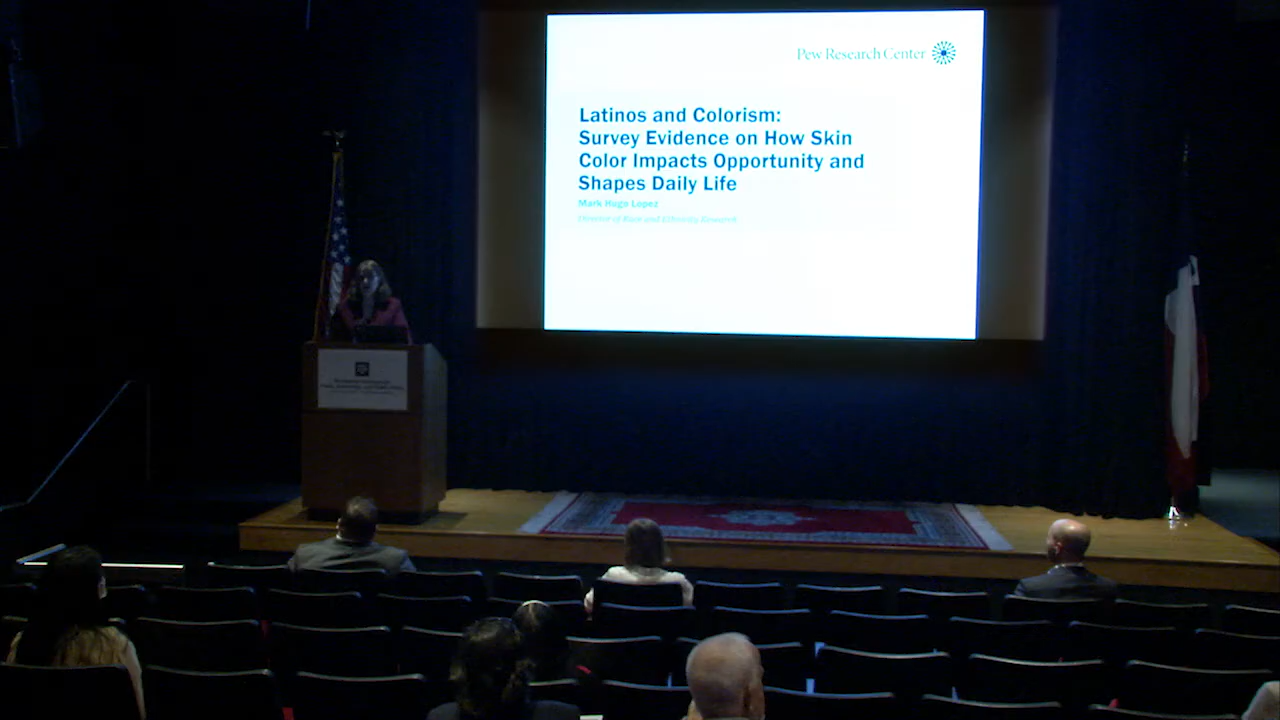 Pew Research Center
Latinos and Colorism:
Survey Evidence on How Skin
Color Impacts Opportunity and
Shapes Daily Life
Mark Hugo Lopez
Director of Race and Ethnicity Research